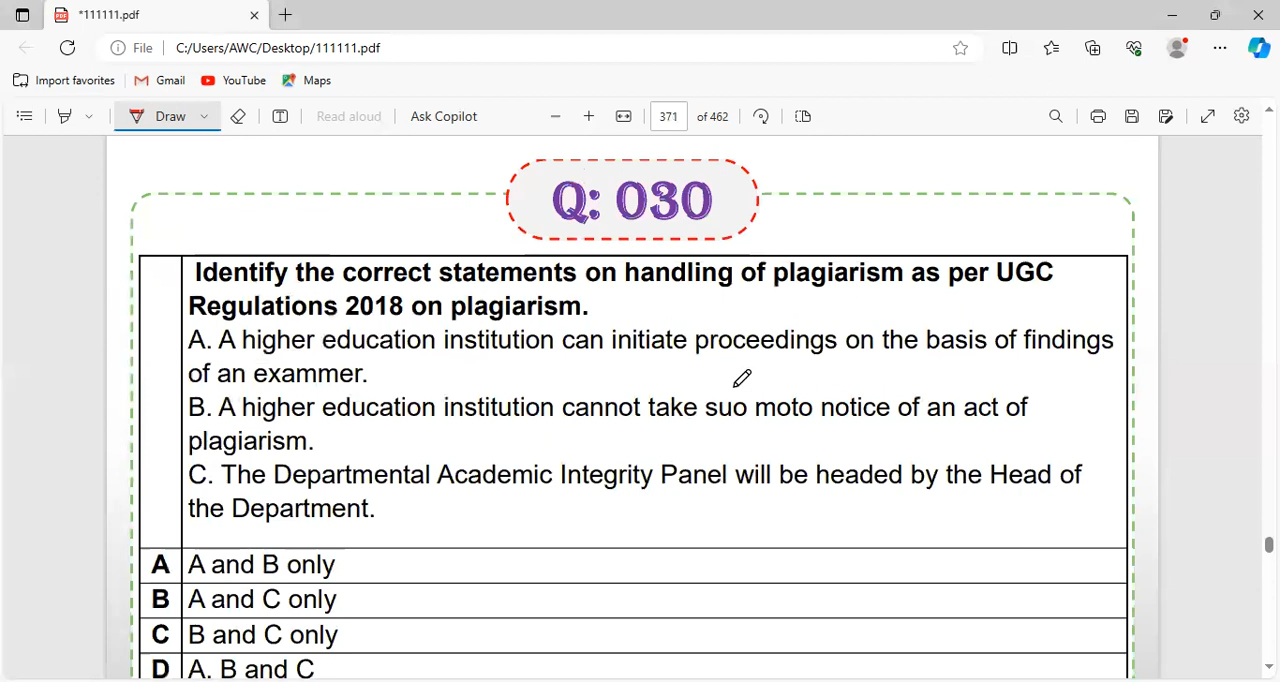 *111111.pdf
File C:/Users/AWC/Desktop/111111.pdf
Import favorites Gmail YouTube Maps
Draw Read aloud Ask Copilot 371 of 462
Q: 030
Identify the correct statements on handling of plagiarism as per UGC
Regulations 2018 on plagiarism.
A. A higher education institution can initiate proceedings on the basis of findings
of an exammer.
B. A higher education institution cannot take suo moto notice of an act of
plagiarism.
C. The Departmental Academic Integrity Panel will be headed by the Head of
the Department.
A A and B only
B A and C only
C B and C only
D A. B and C